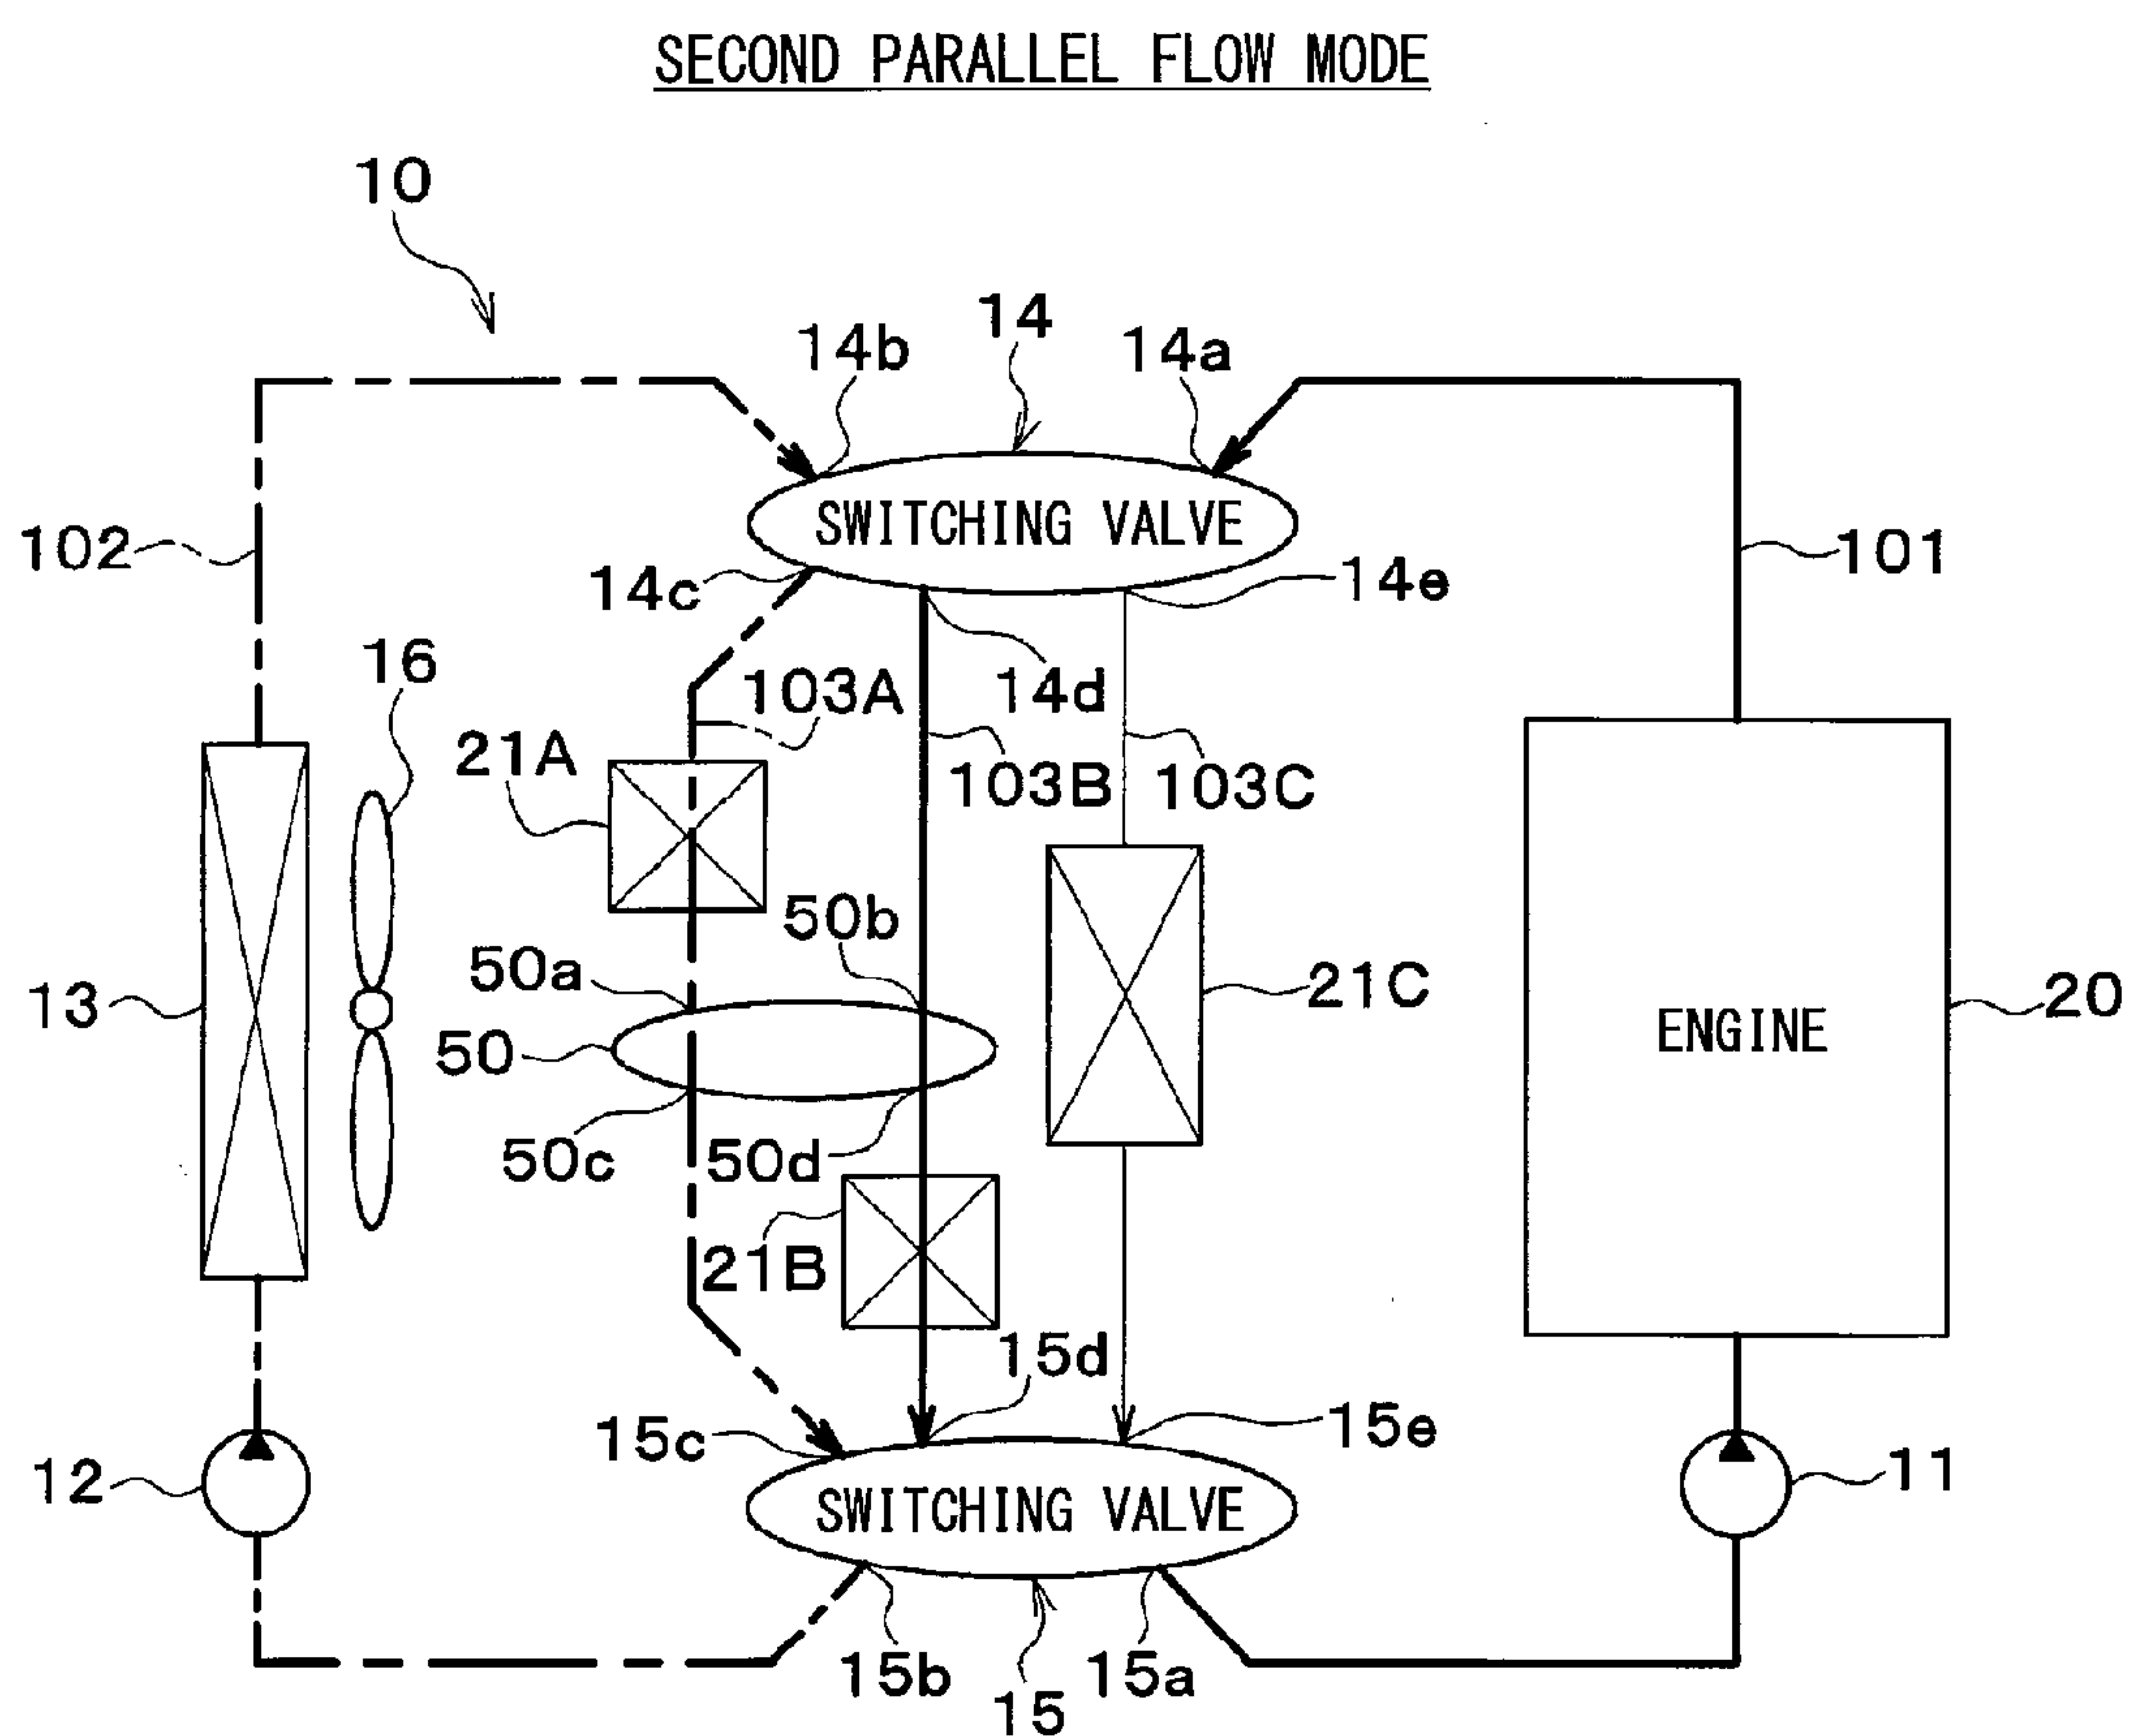 SECOND PARALLEL FLOW MODE
10
14
14b
14a
SWITCHING VALVE
102
101
14c
14e
16
14d
103A
21A
103B
103C
50b
50a
21C
13
20
50
ENGINE
50c
50d
21B
15d
15c
15e
12
11
SWITCHING VALVE
15b
15a
15